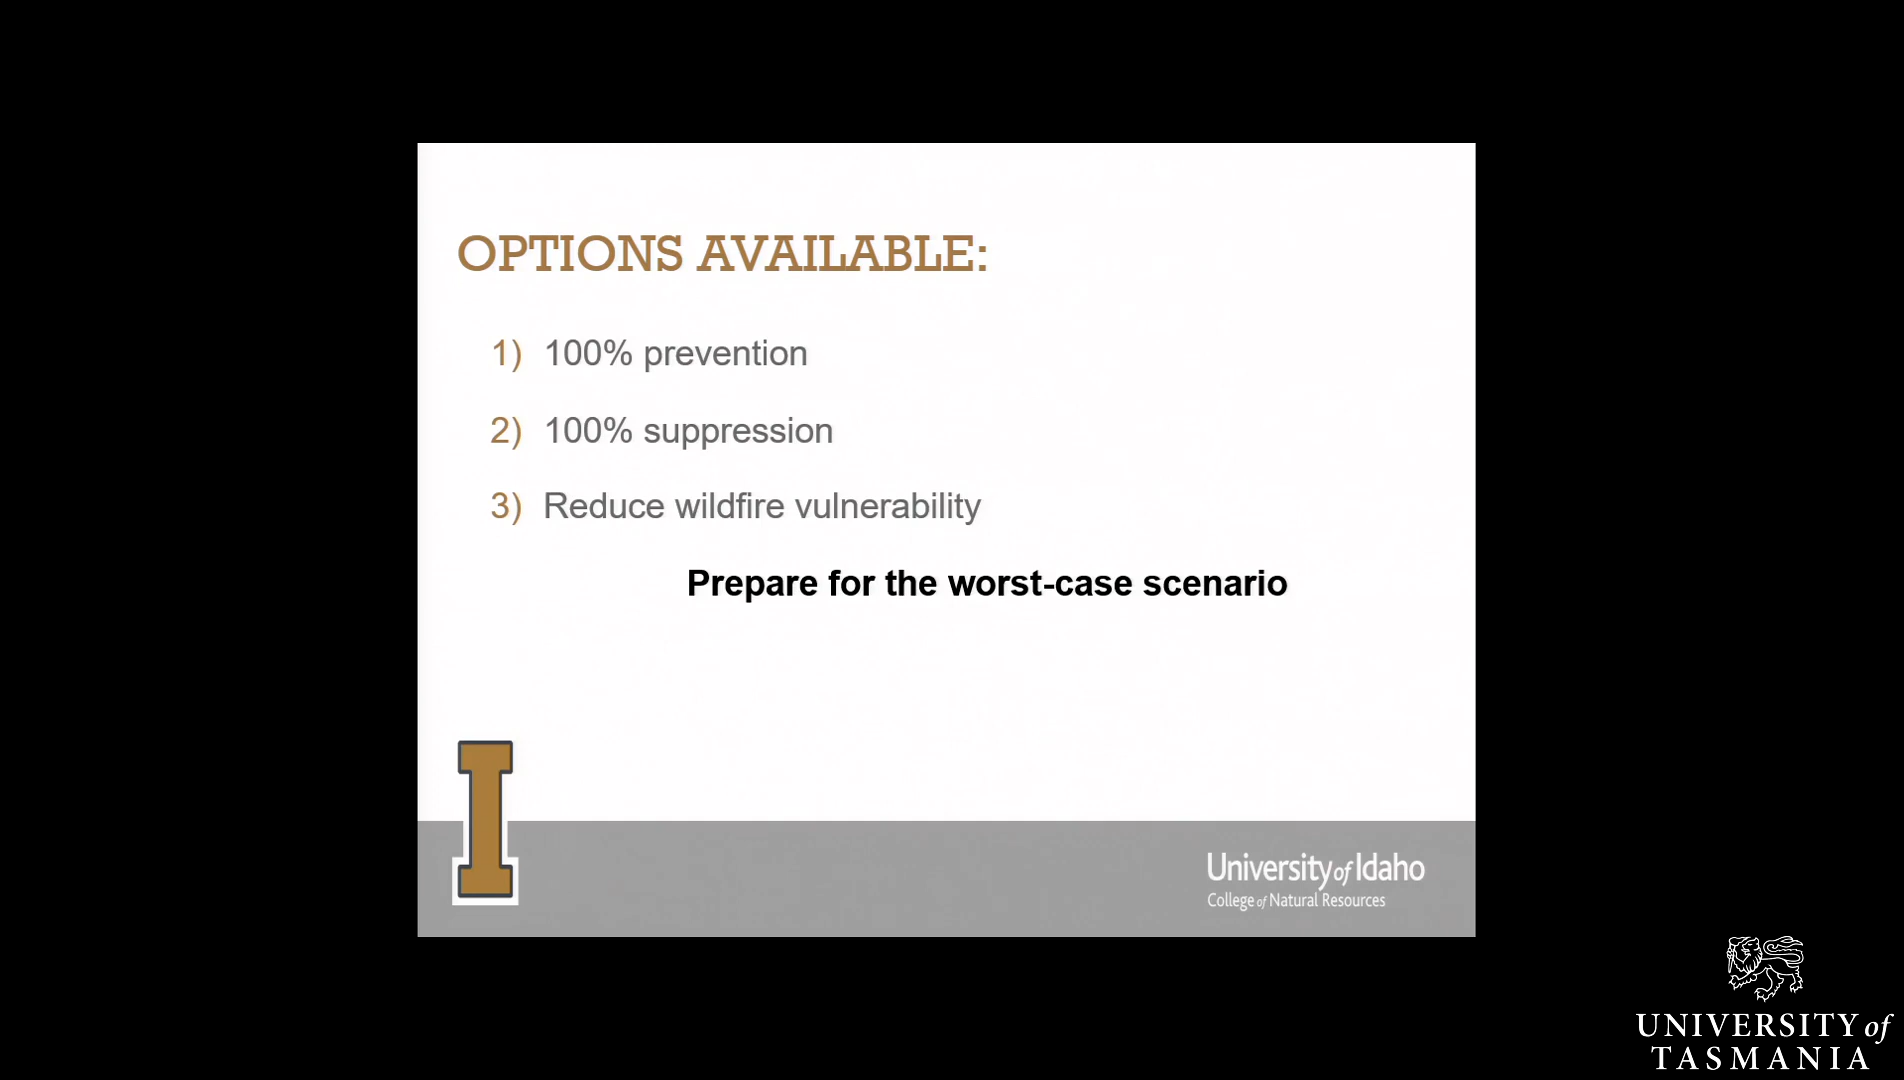 OPTIONS AVAILABLE:
1) 100% prevention
2) 100% suppression
3) Reduce wildfire vulnerability
Prepare for the worst-case scenario
I
University of Idaho
College of Natural Resources
UNIVERSITY of
TASMANIA